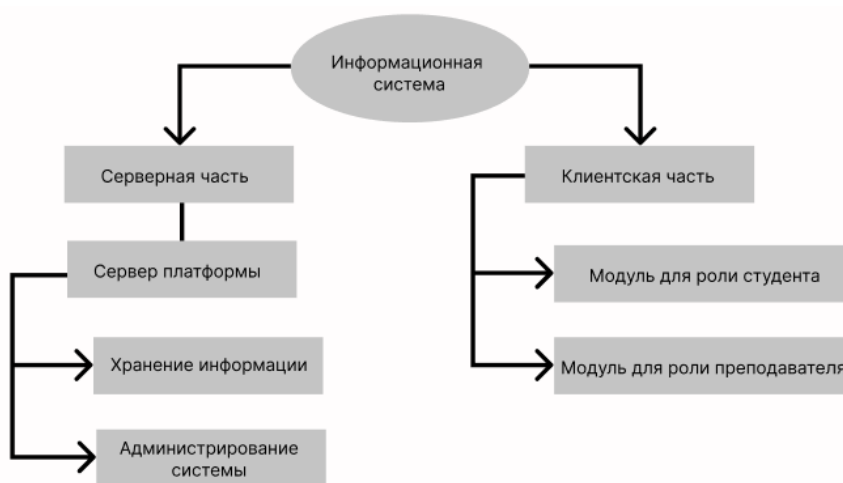 Информационная
система
Серверная часть
Клиентская часть
Сервер платформы
Модуль для роли студента
Хранение информации
Модуль для роли преподавателя
Администрирование
системы